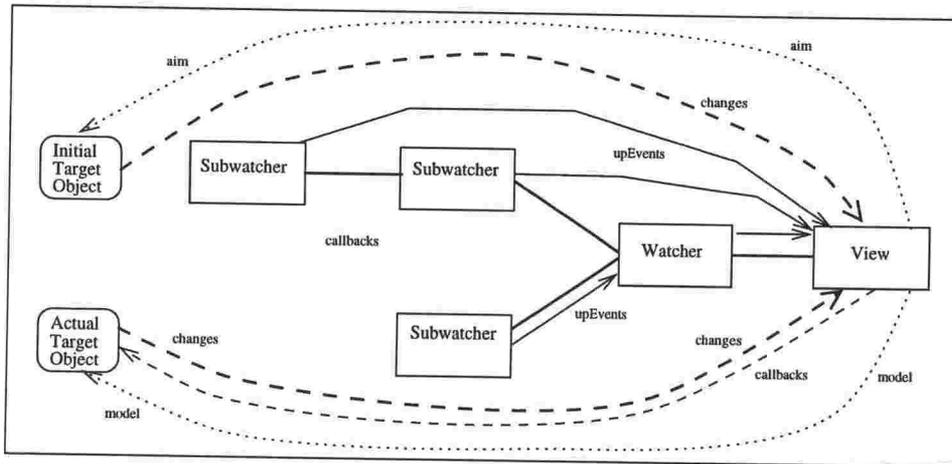 aim
aim
changes
Initial
Target
Object
Subwatcher
Subwatcher
upEvents
callbacks
Watcher
View
Actual
Target
Object
changes
Subwatcher
upEvents
changes
callbacks
model
model